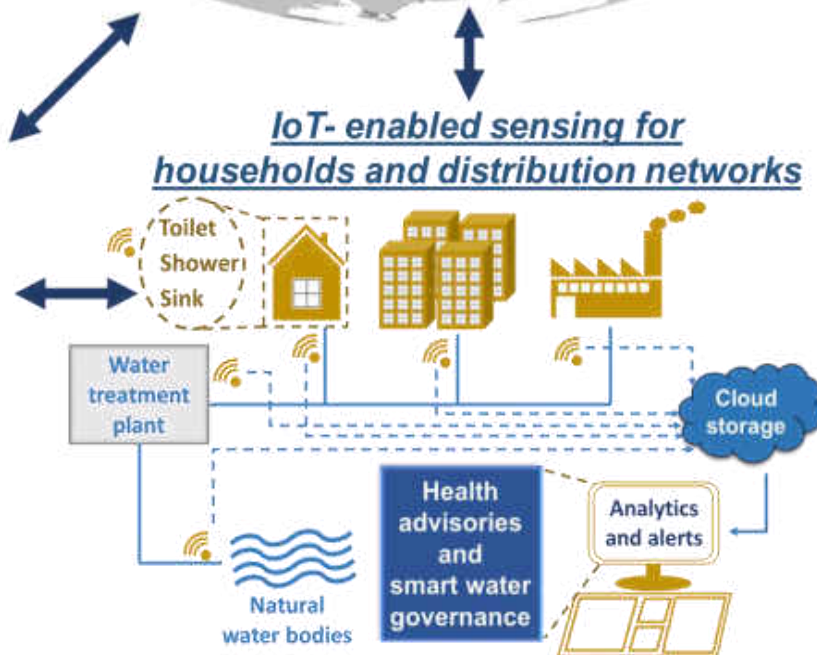 IoT- enabled sensing for
households and distribution networks
Toilet
Shower
Sink
Water
treatment
plant
Cloud
storage
Health
advisories
and
smart water
governance
Analytics
and alerts
Natural
water bodies